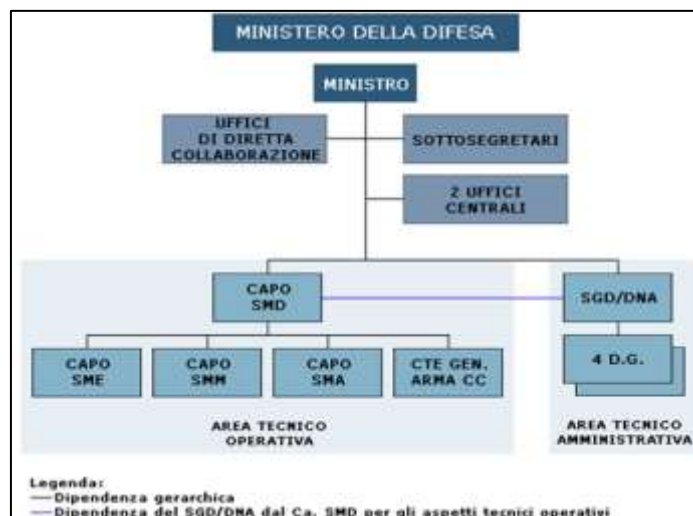 MINISTERO DELLA DIFESA
MINISTRO
UFFICI
DI DIRETTA
COLLABORAZIONE
SOTTOSEGRETARI
2 UFFICI
CENTRALI
CAPO
SMD
SGD/DNA
CAPO
SME
CAPO
SMM
CAPO
SMA
CTE GEN.
ARMA CC
4 D.G.
AREA TECNICO
OPERATIVA
AREA TECNICO
AMMINISTRATIVA
Legenda:
Dipendenza gerarchica
Dipendenza del SGD/DNA dal Ca. SMD per gli aspetti tecnici operativi